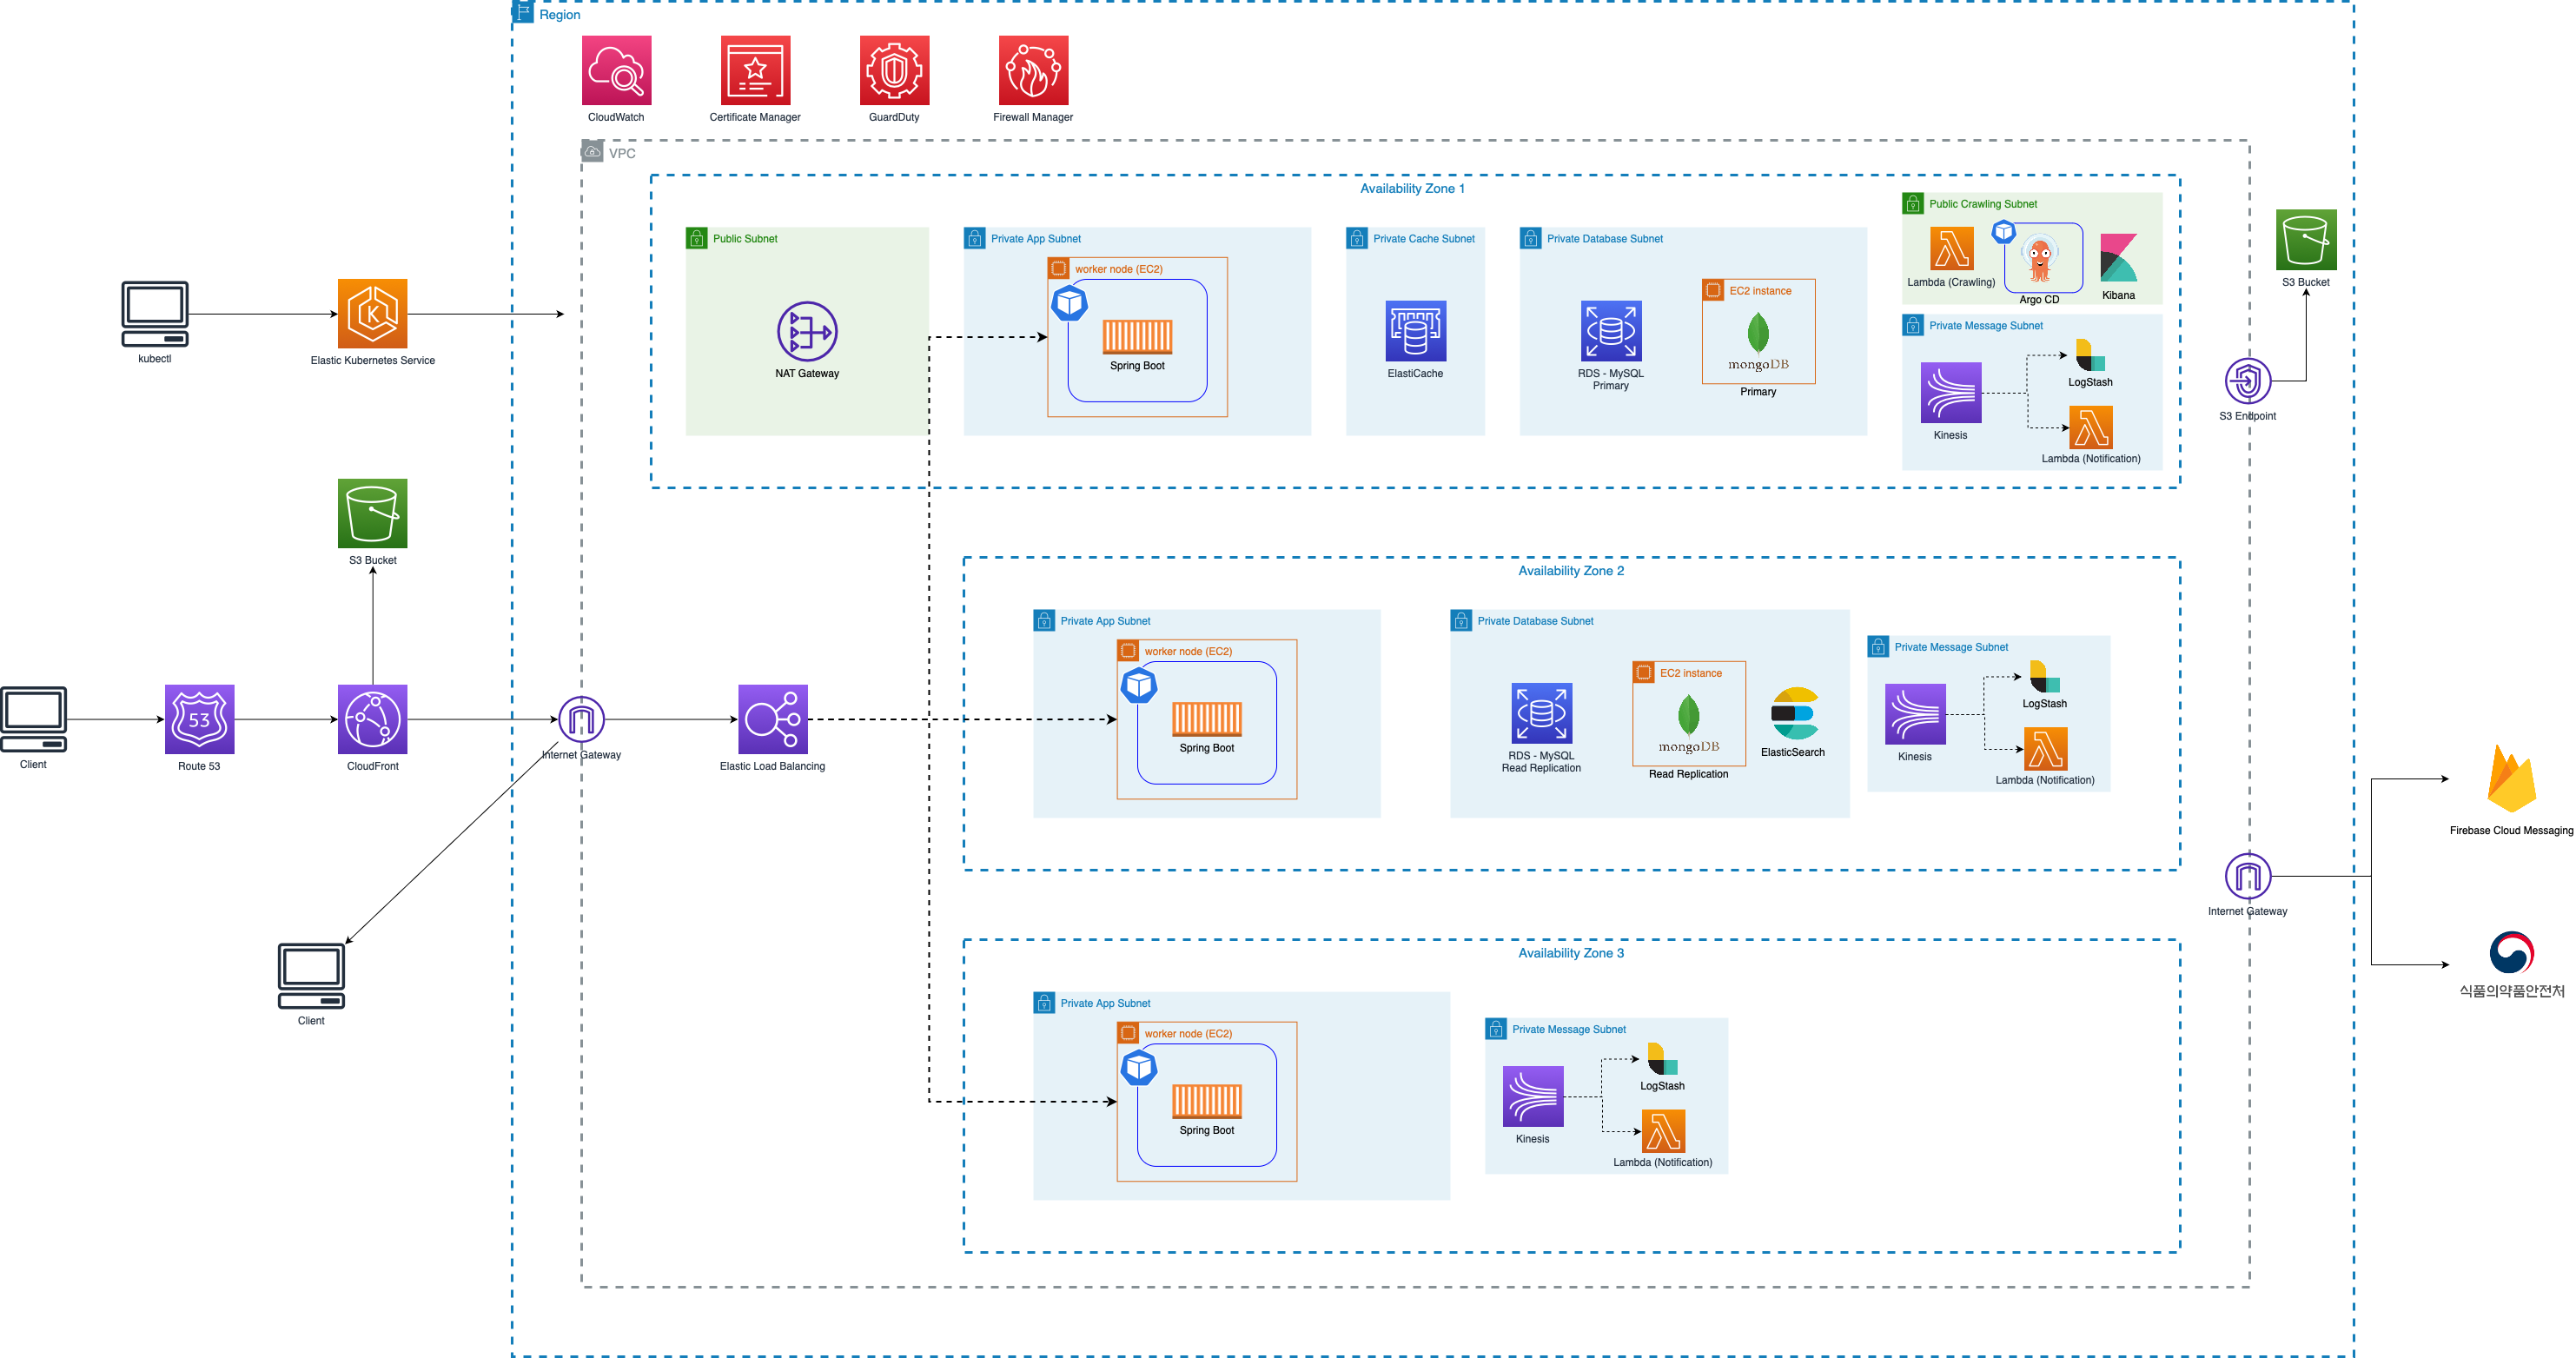 Region
CloudWatch
Certificate Manager
GuardDuty
Firewall Manager
VPC
Availability Zone 1
Public Subnet
NAT Gateway
Private App Subnet
worker node (EC2)
Spring Boot
Private Cache Subnet
ElastiCache
Private Database Subnet
RDS - MySQL
Primary
EC2 instance
mongoDB
Primary
Public Crawling Subnet
Lambda (Crawling)
Argo CD
Kibana
Private Message Subnet
Kinesis
LogStash
Lambda (Notification)
S3 Bucket
S3 Endpoint
kubectl
Elastic Kubernetes Service
S3 Bucket
Client
53
Route 53
CloudFront
Internet Gateway
Elastic Load Balancing
Client
Availability Zone 2
Private App Subnet
worker node (EC2)
Spring Boot
Private Database Subnet
RDS - MySQL
Read Replication
EC2 instance
mongoDB
Read Replication
ElasticSearch
Private Message Subnet
Kinesis
LogStash
Lambda (Notification)
Availability Zone 3
Private App Subnet
worker node (EC2)
Spring Boot
Private Message Subnet
Kinesis
LogStash
Lambda (Notification)
Internet Gateway
Firebase Cloud Messaging
식품의약품안전처